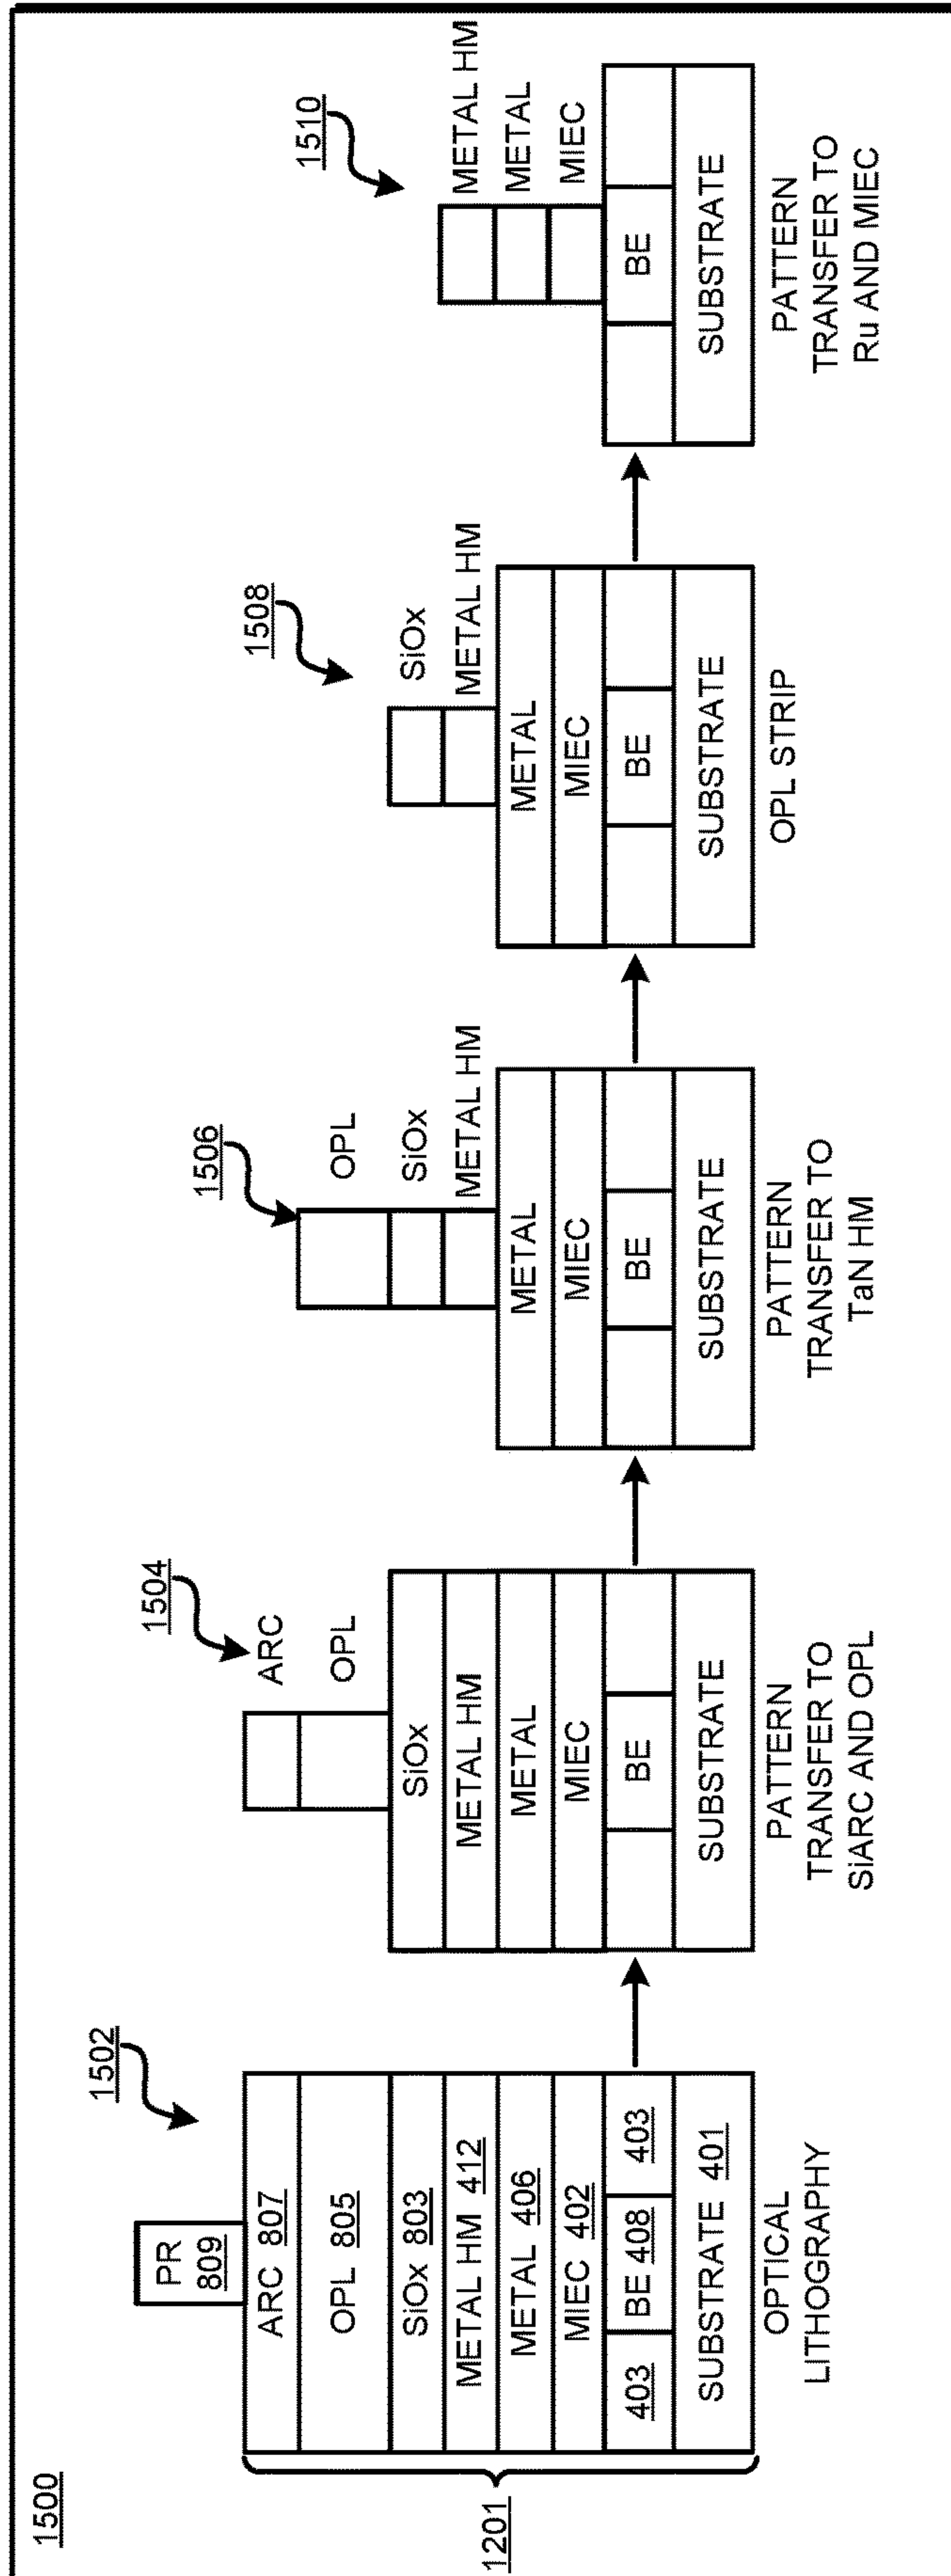 1500
1502
PR
809
ARC 807
OPL 805
SiOx 803
METAL HM 412
METAL 406
MIEC 402
403
BE 408
403
SUBSTRATE 401
1201
OPTICAL
LITHOGRAPHY
1504
ARC
OPL
SiOx
METAL HM
METAL
MIEC
BE
SUBSTRATE
PATTERN
TRANSFER TO
SiARC AND OPL
1506
OPL
SiOx
METAL HM
METAL
MIEC
BE
SUBSTRATE
PATTERN
TRANSFER TO
TaN HM
1508
SiOx
METAL HM
METAL
MIEC
BE
SUBSTRATE
OPL STRIP
1510
METAL HM
METAL
MIEC
BE
SUBSTRATE
PATTERN
TRANSFER TO
Ru AND MIEC